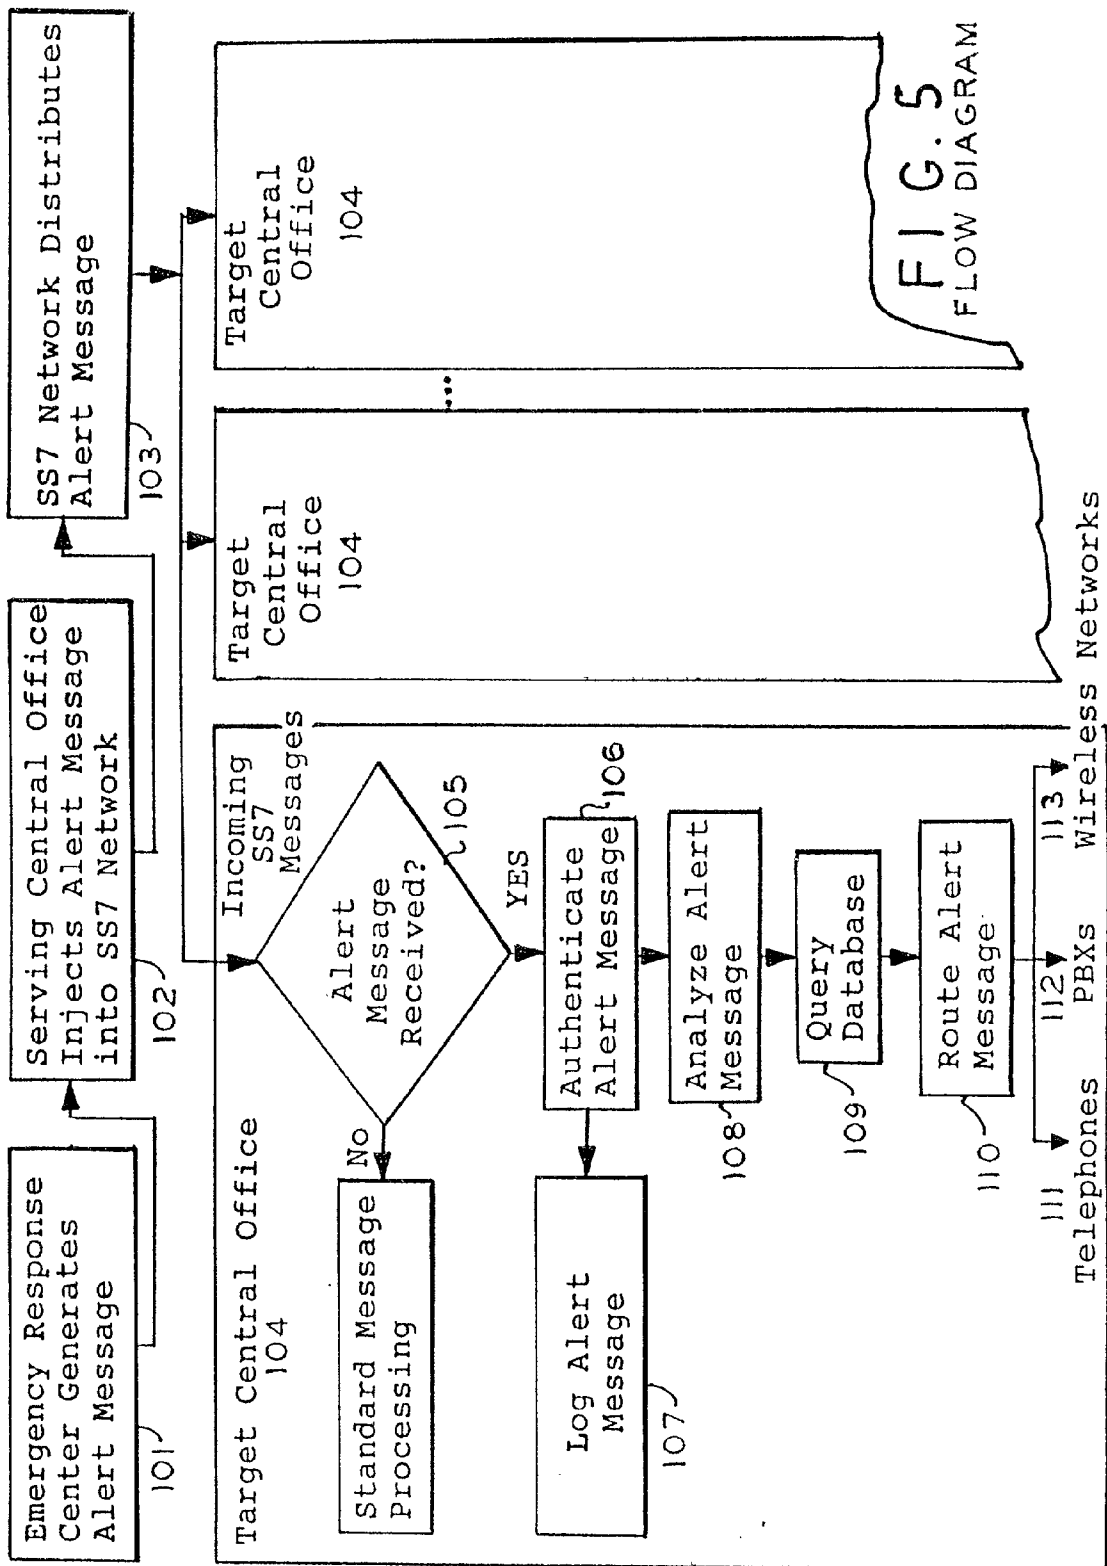 Emergency Response
Center Generates
Alert Message
101
Serving Central Office
Injects Alert Message
into SS7 Network
102
SS7 Network Distributes
Alert Message
103
Target Central Office
104
Incoming
SS7
Messages
Alert
Message
Received?
105
No
Standard Message
Processing
YES
Authenticate
Alert Message
106
Log Alert
Message
107
Analyze Alert
Message
108
Query
Database
109
Route Alert
Message
110
111
Telephones
112
PBXs
113
Wireless Networks
Target
Central
Office
104
....
Target
Central
Office
104
FIG. 5
FLOW DIAGRAM